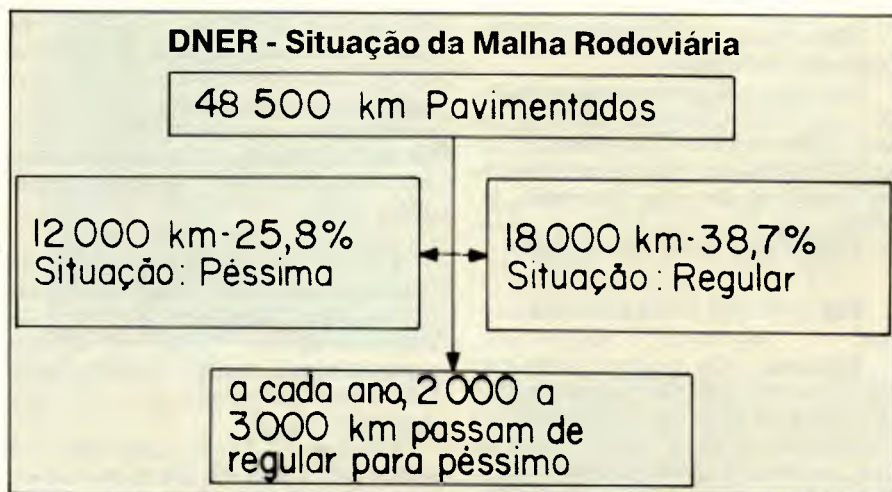 DNER - Situação da Malha Rodoviária
48 500 km Pavimentados
12 000 km-25,8%
Situação: Péssima
18 000 km-38,7%
Situação: Regular
a cada ano, 2 000 a
3000 km passam de
regular para péssimo